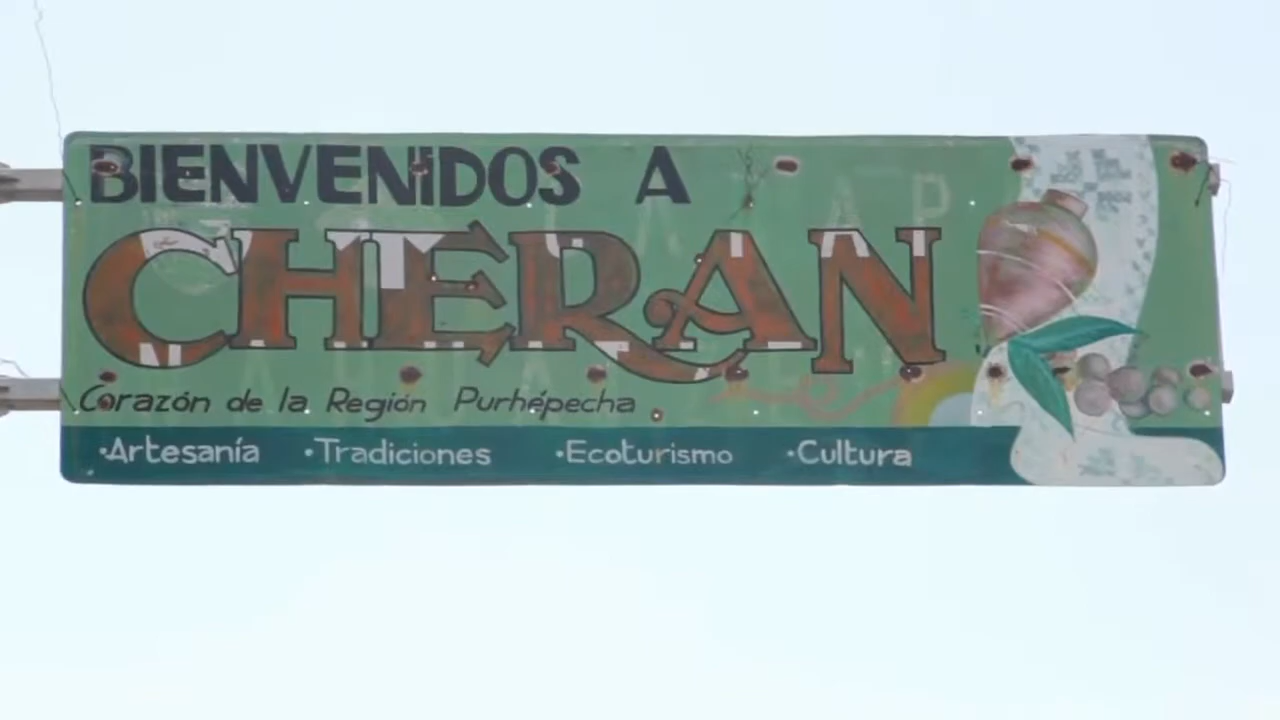 BIENVENIDOS A
CHERAN
Corazón de la Región Purhépecha
•Artesanía •Tradiciones •Ecoturismo •Cultura